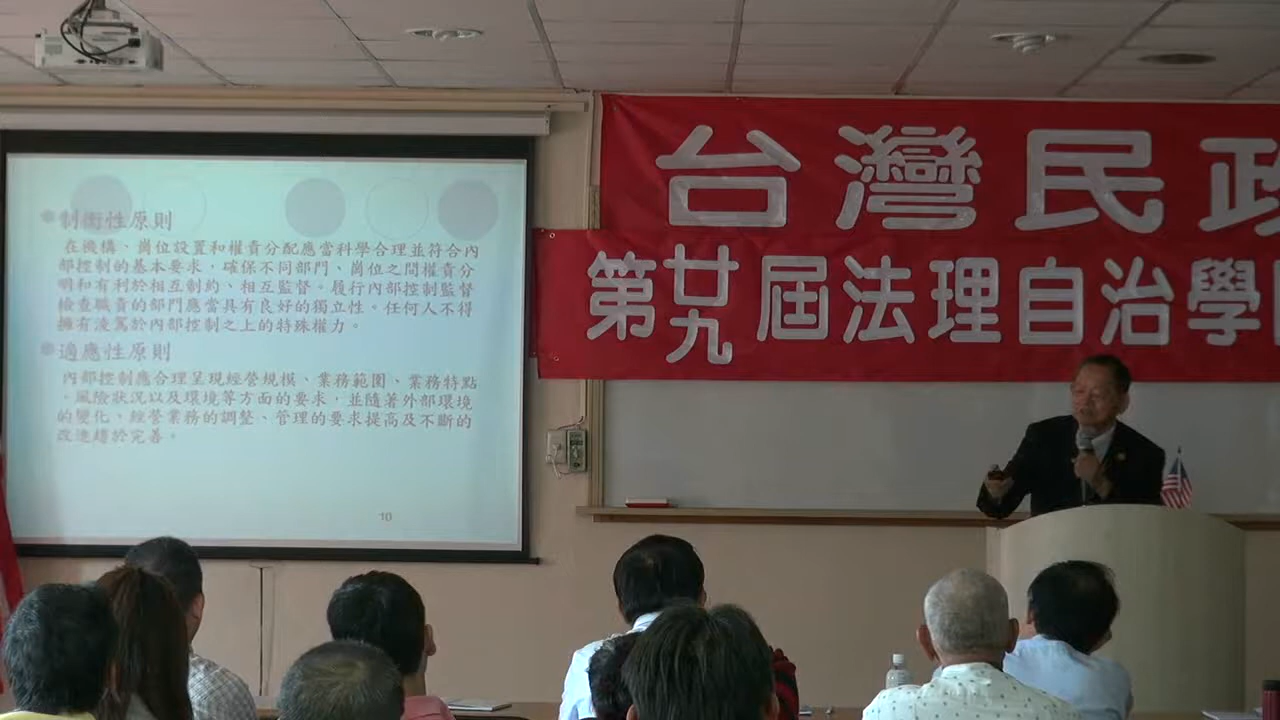 台灣民政
第廿九屆法理自治學
制衡性原則
在機構、崗位設置和權責分配應當科學合理並符合內
部控制的基本要求，確保不同部門、崗位之間權責分
明和有利於相互制約、相互監督。履行內部控制監督
檢查職責的部門應當具有良好的獨立性。任何人不得
擁有淩駕於內部控制之上的特殊權力。
適應性原則
內部控制應合理呈現經營規模、業務範圍、業務特點
、風險狀況以及環境等方面的要求，並隨著外部環境
的變化、經營業務的調整、管理的要求提高及不斷的
改進趨於完善。
10